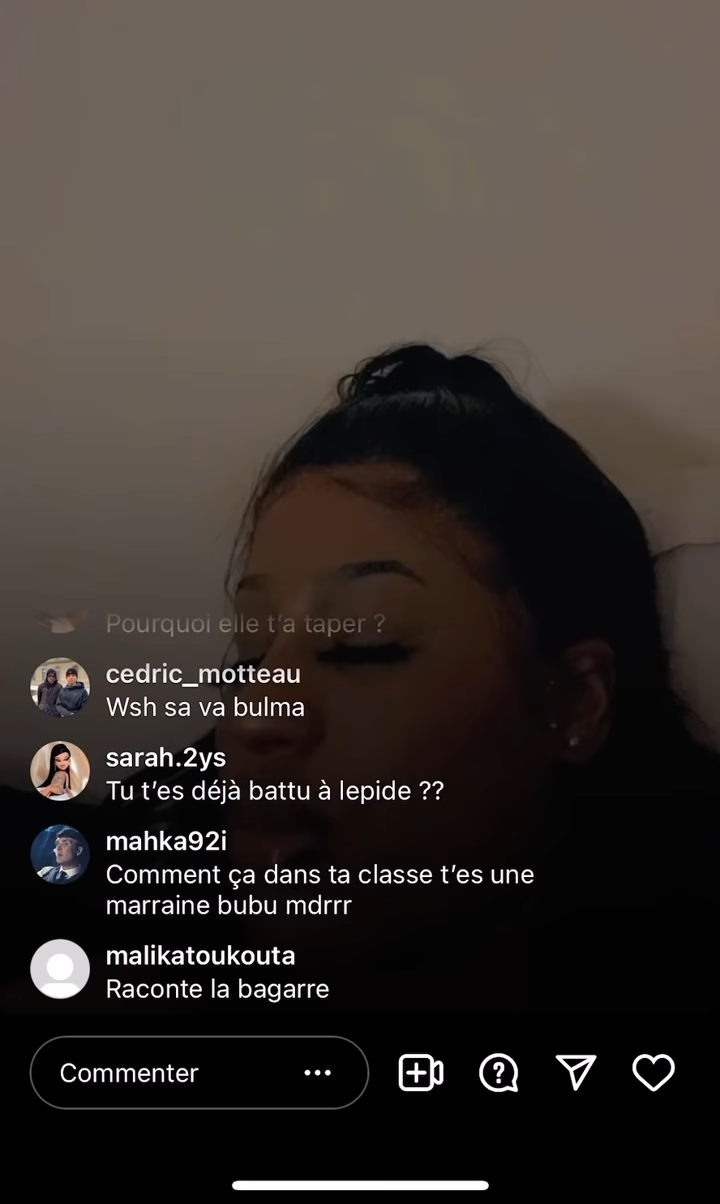 Pourquoi elle t'a taper ?
cedric_motteau
Wsh sa va bulma
sarah.2ys
Tu t'es déjà battu à lepide ??
mahka92i
Comment ça dans ta classe t'es une
marraine bubu mdrrr
malikatoukouta
Raconte la bagarre
Commenter